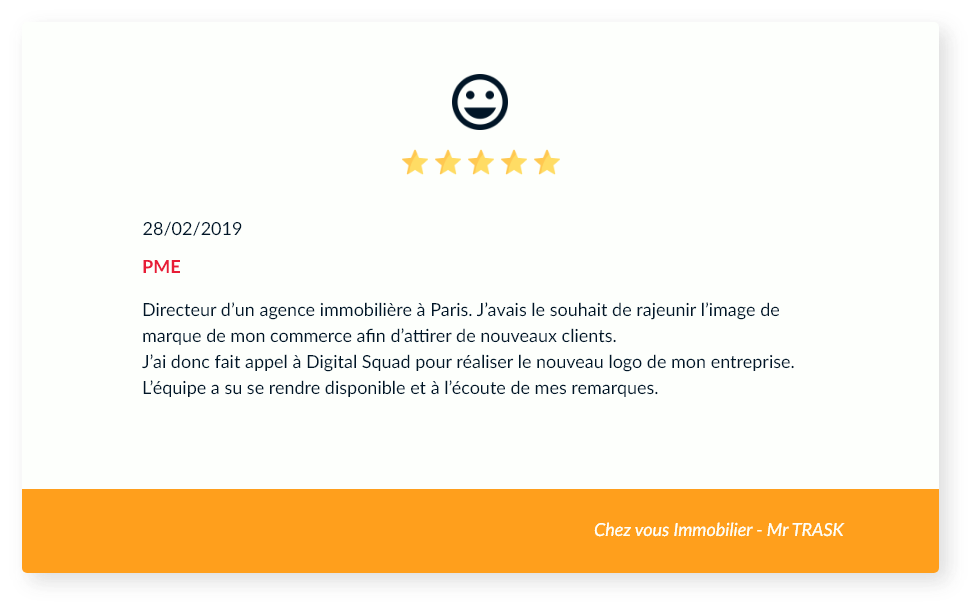 28/02/2019
PME
Directeur d’un agence immobilière à Paris. J’avais le souhait de rajeunir l’image de
marque de mon commerce afin d’attirer de nouveaux clients.
J’ai donc fait appel à Digital Squad pour réaliser le nouveau logo de mon entreprise.
L’équipe a su se rendre disponible et à l’écoute de mes remarques.
Chez vous Immobilier - Mr TRASK